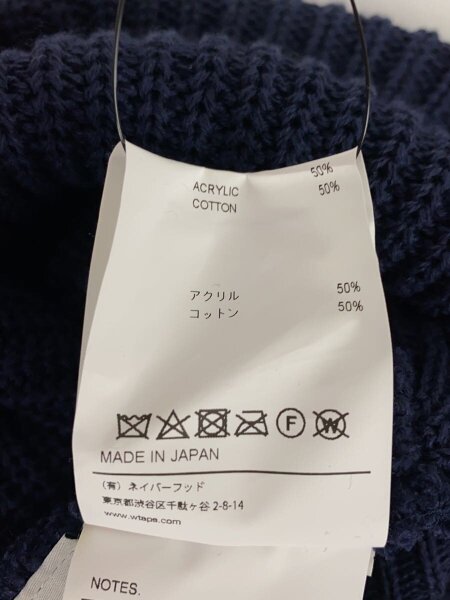 ACRYLIC 50%
COTTON 50%
アクリル 50%
コットン 50%
F W
MADE IN JAPAN
(有) ネイバーフッド
東京都渋谷区千駄ヶ谷 2-8-14
www.wtaps.com
NOTES.